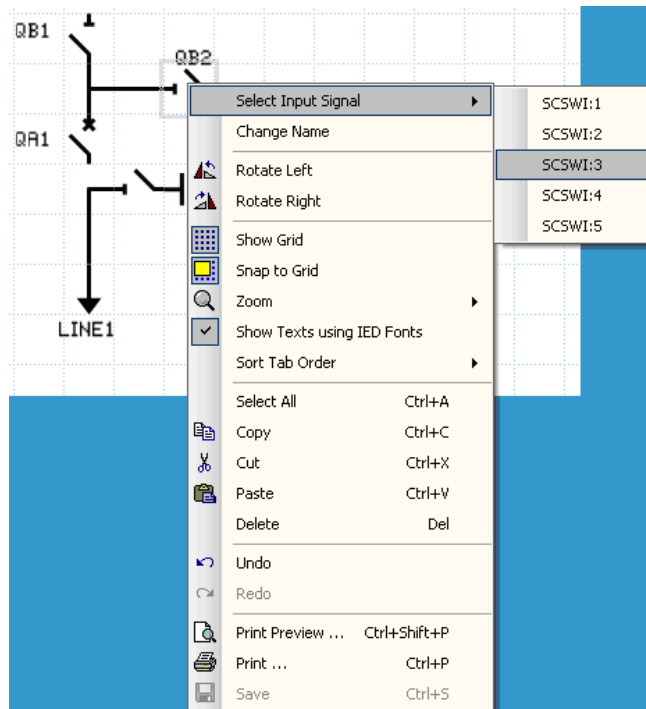 QB1
QB2
QA1
LINE1
Select Input Signal
SCSWI:1
SCSWI:2
SCSWI:3
SCSWI:4
SCSWI:5
Change Name
Rotate Left
Rotate Right
Show Grid
Snap to Grid
Zoom
Show Texts using IED Fonts
Sort Tab Order
Select All Ctrl+A
Copy Ctrl+C
Cut Ctrl+X
Paste Ctrl+V
Delete Del
Undo
Redo
Print Preview ... Ctrl+Shift+P
Print ... Ctrl+P
Save Ctrl+S